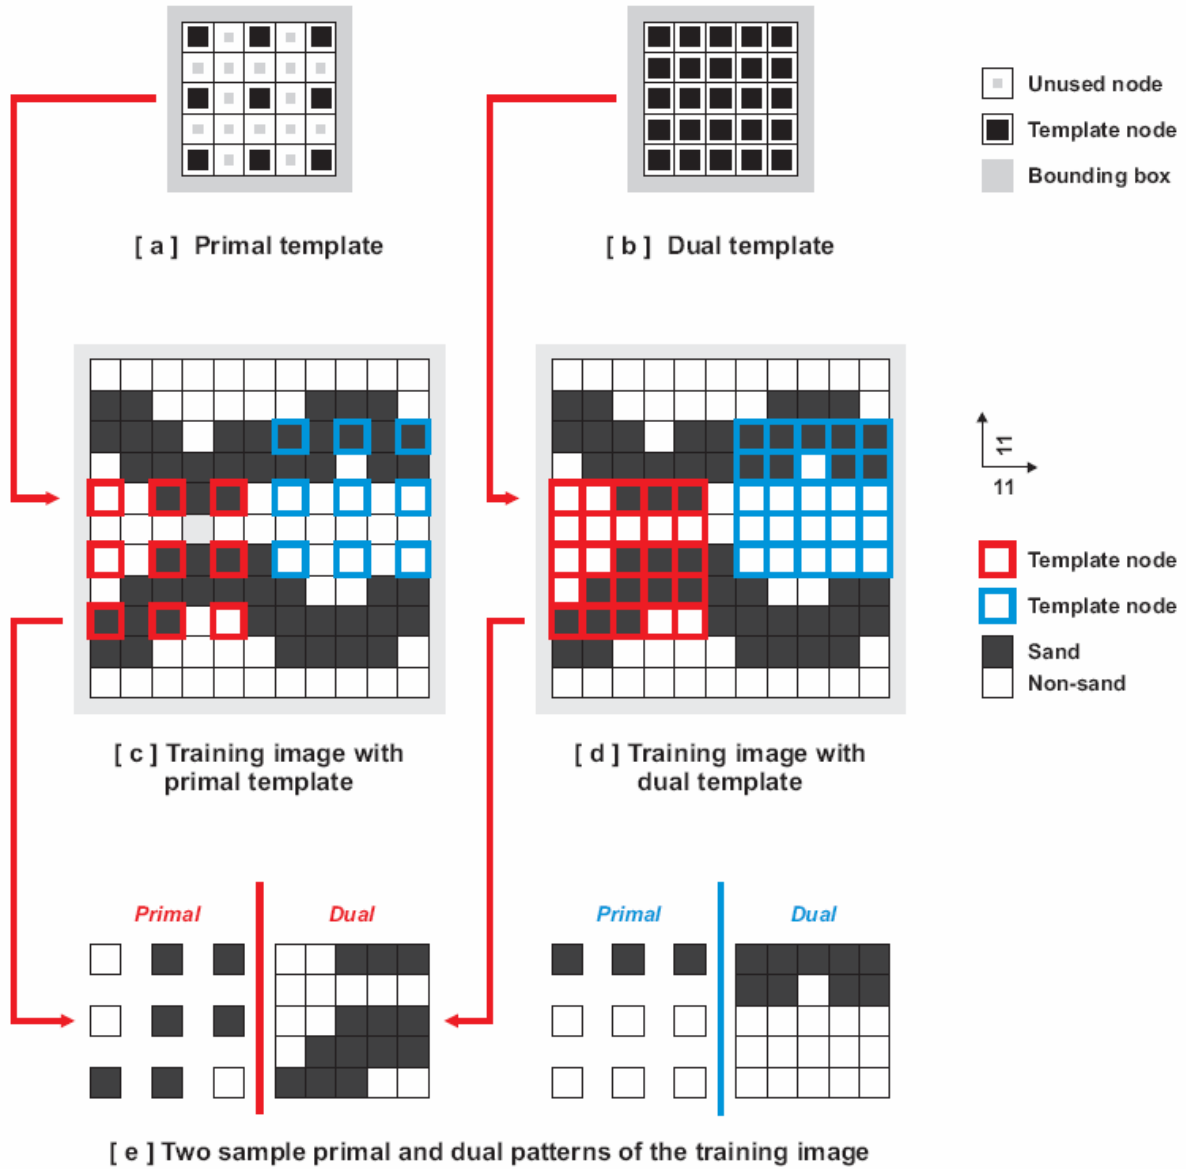 Unused node
Template node
Bounding box
[ a ] Primal template
[ b ] Dual template
11
11
Template node
Template node
Sand
Non-sand
[ c ] Training image with
primal template
[ d ] Training image with
dual template
Primal
Dual
Primal
Dual
[ e ] Two sample primal and dual patterns of the training image